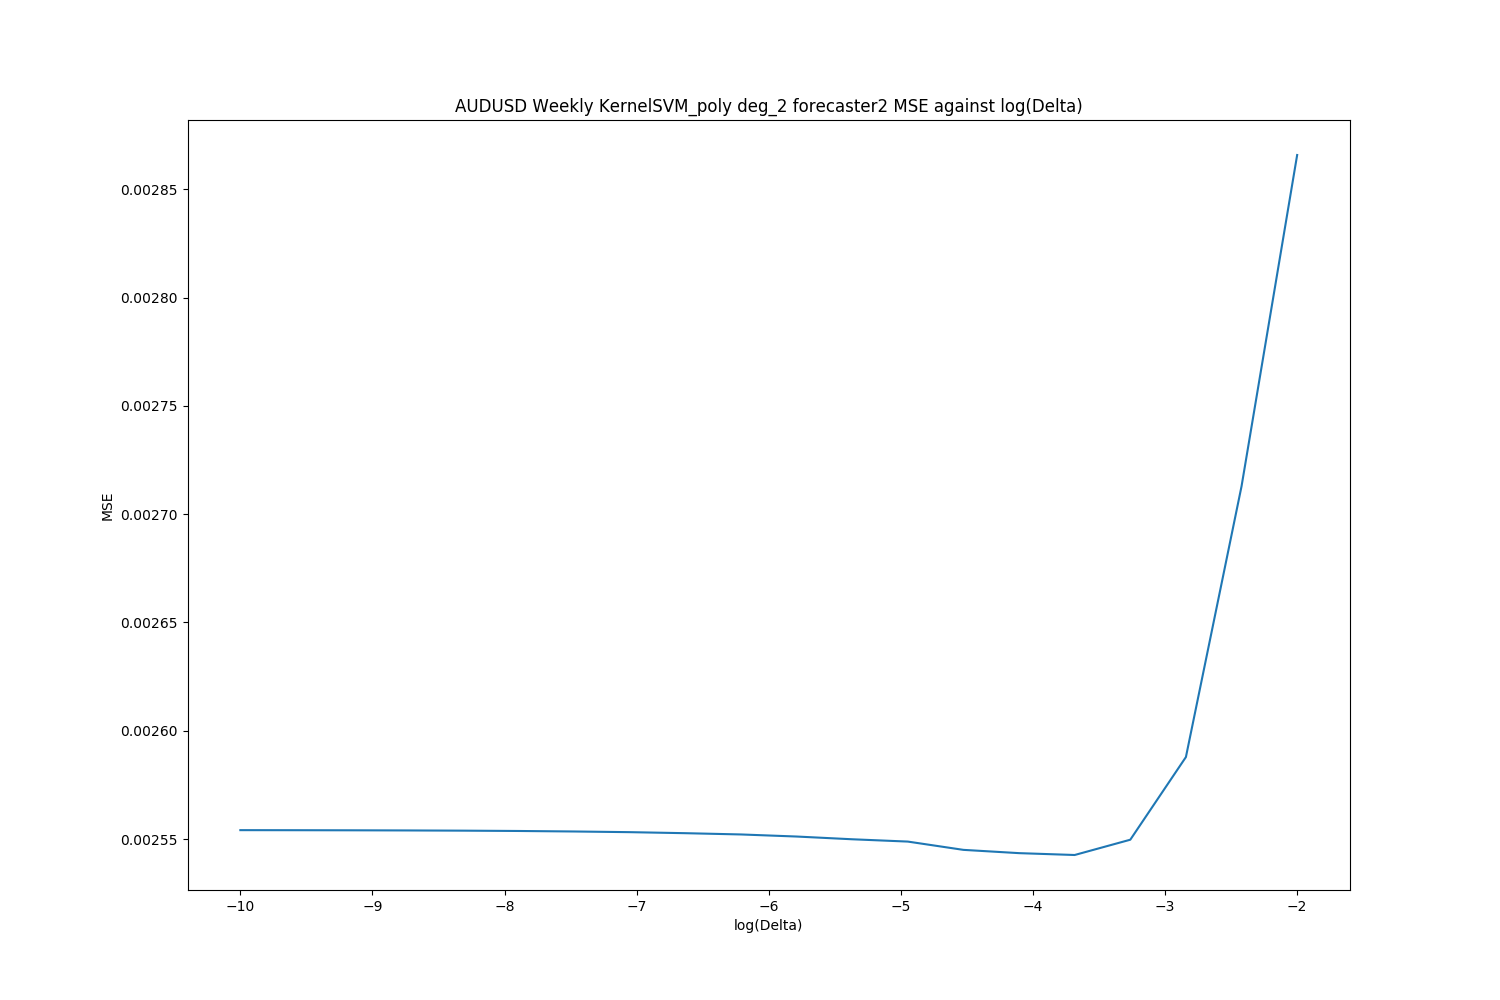 AUDUSD Weekly KernelSVM_poly deg_2 forecaster2 MSE against log(Delta)
0.00285
0.00280
0.00275
0.00270
0.00265
0.00260
0.00255
MSE
−10 −9 −8 −7 −6 −5 −4 −3 −2
log(Delta)